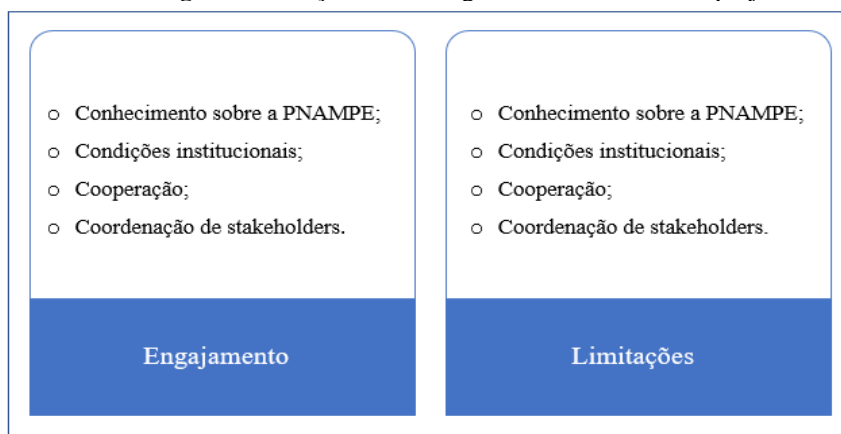 o Conhecimento sobre a PNAMPE;
o Condições institucionais;
o Cooperação;
o Coordenação de stakeholders.
Engajamento
o Conhecimento sobre a PNAMPE;
o Condições institucionais;
o Cooperação;
o Coordenação de stakeholders.
Limitações